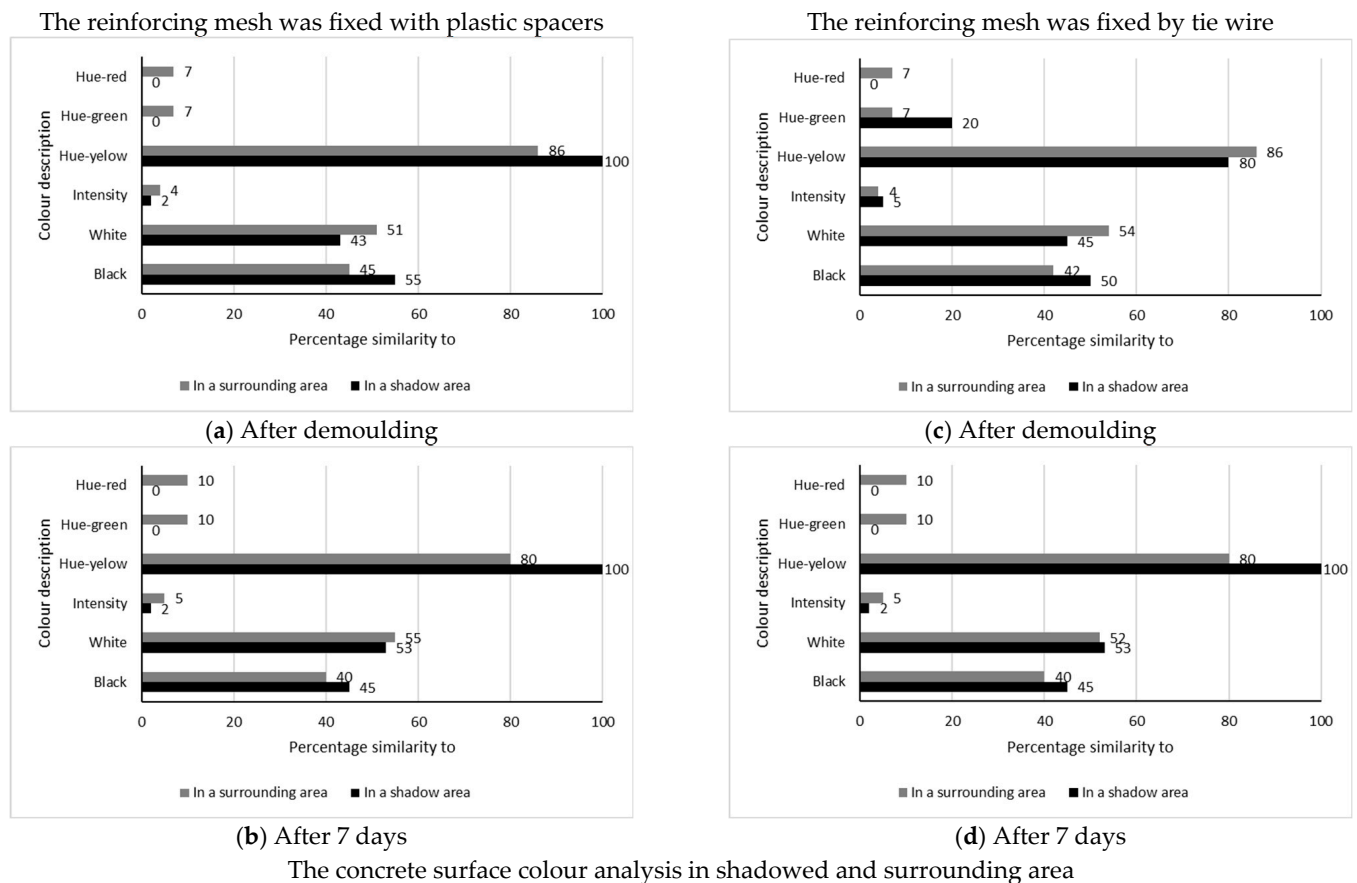 The reinforcing mesh was fixed with plastic spacers
Colour description
Hue-red 7
0
Hue-green 7
0
Hue-yelow 86
100
Intensity 4
2
White 51
43
Black 45
55
0 20 40 60 80 100
Percentage similarity to
In a surrounding area In a shadow area
(a) After demoulding
The reinforcing mesh was fixed by tie wire
Colour description
Hue-red 7
0
Hue-green 7
20
Hue-yelow 86
80
Intensity 4
5
White 54
45
Black 42
50
0 20 40 60 80 100
Percentage similarity to
In a surrounding area In a shadow area
(c) After demoulding
Colour description
Hue-red 10
0
Hue-green 10
0
Hue-yelow 80
100
Intensity 5
2
White 55
53
Black 40
45
0 20 40 60 80 100
Percentage similarity to
In a surrounding area In a shadow area
(b) After 7 days
Colour description
Hue-red 10
0
Hue-green 10
0
Hue-yelow 80
100
Intensity 5
2
White 52
53
Black 40
45
0 20 40 60 80 100
Percentage similarity to
In a surrounding area In a shadow area
(d) After 7 days
The concrete surface colour analysis in shadowed and surrounding area